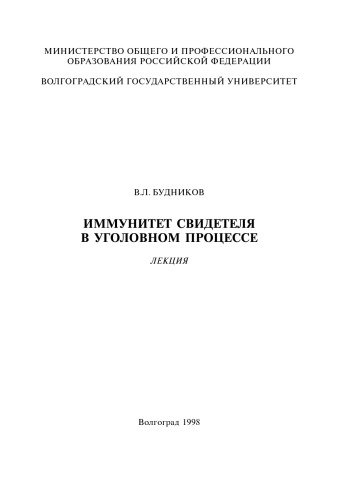 МИНИСТЕРСТВО ОБЩЕГО И ПРОФЕССИОНАЛЬНОГО
ОБРАЗОВАНИЯ РОССИЙСКОЙ ФЕДЕРАЦИИ
ВОЛГОГРАДСКИЙ ГОСУДАРСТВЕННЫЙ УНИВЕРСИТЕТ
В.Л. БУДНИКОВ
ИММУНИТЕТ СВИДЕТЕЛЯ
В УГОЛОВНОМ ПРОЦЕССЕ
ЛЕКЦИЯ
Волгоград 1998